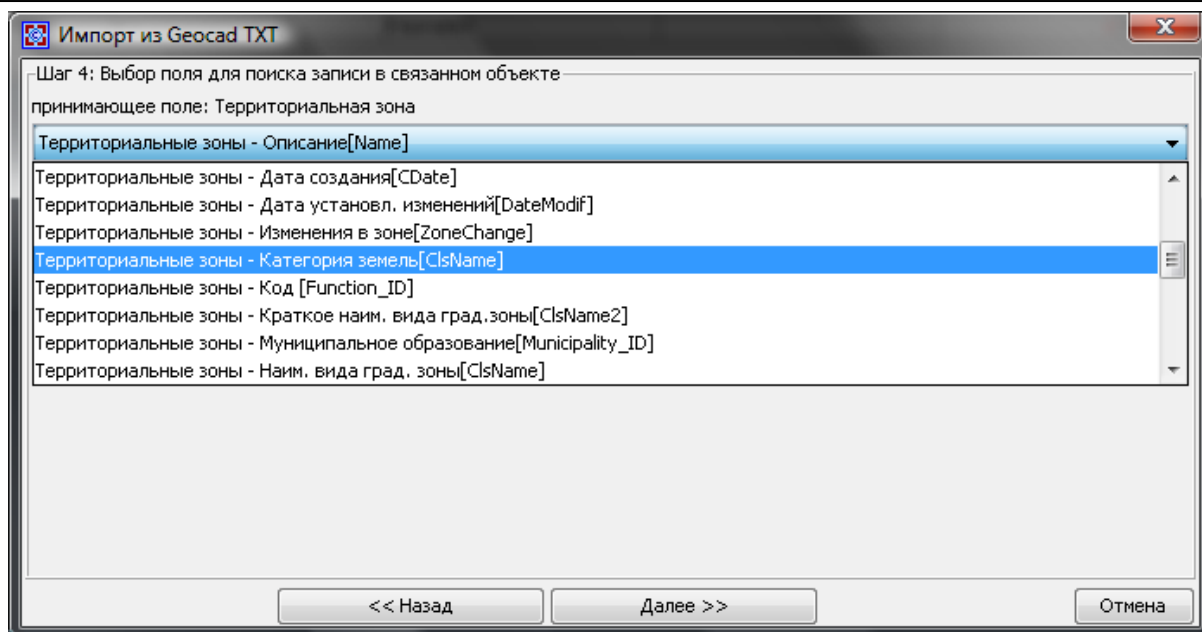 Импорт из Geocad TXT
Шаг 4: Выбор поля для поиска записи в связанном объекте
принимающее поле: Территориальная зона
Территориальные зоны - Описание[Name]
Территориальные зоны - Дата создания[CDate]
Территориальные зоны - Дата установл. изменений[DateModif]
Территориальные зоны - Изменения в зоне[ZoneChange]
Территориальные зоны - Категория земель[ClsName]
Территориальные зоны - Код [Function_ID]
Территориальные зоны - Краткое наим. вида град.зоны[ClsName2]
Территориальные зоны - Муниципальное образование[Municipality_ID]
Территориальные зоны - Наим. вида град. зоны[ClsName]
<< Назад Далее >> Отмена